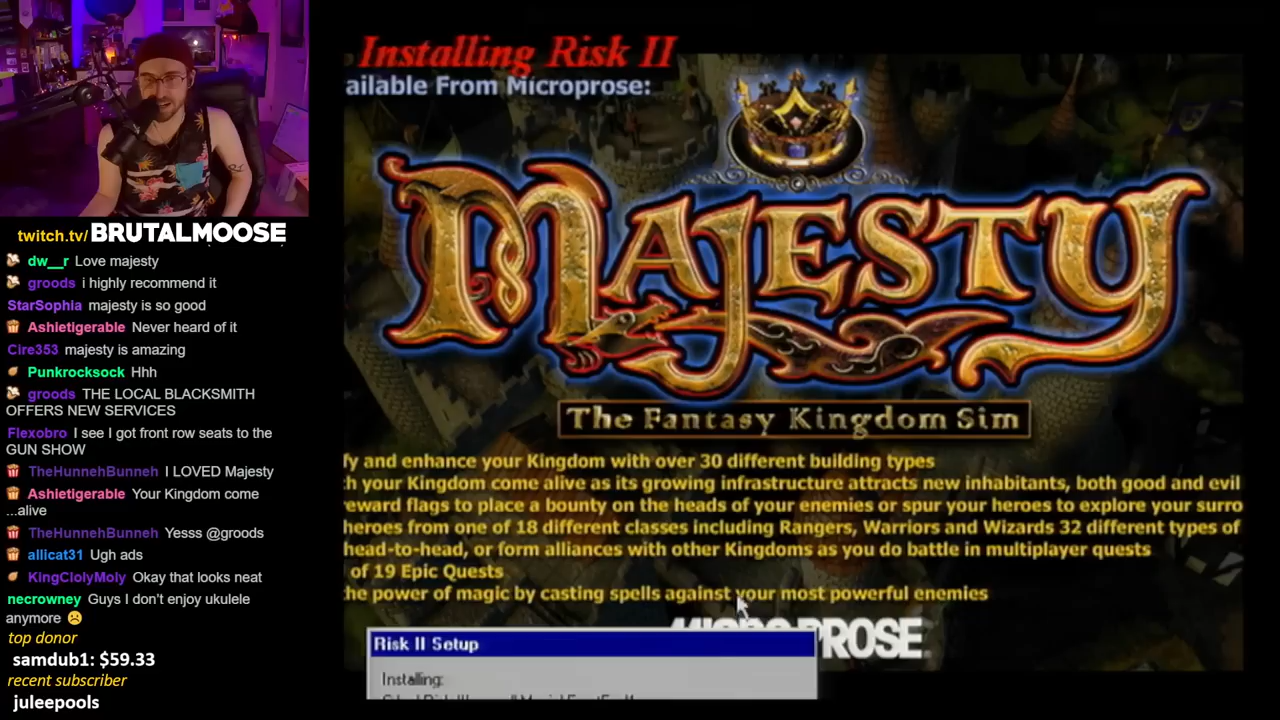 twitch.tv/BRUTALMOOSE
dw__r Love majesty
groods i highly recommend it
StarSophia majesty is so good
Ashietigerable Never heard of it
Cire353 majesty is amazing
Punkrocksock Hhh
groods THE LOCAL BLACKSMITH
OFFERS NEW SERVICES
Flexobro I see I got front row seats to the
GUN SHOW
TheHunnehBunneh I LOVED Majesty
Ashietigerable Your Kingdom come
...alive
TheHunnehBunneh Yesss @groods
allicat31 Ugh ads
KingClolyMoly Okay that looks neat
necrowney Guys I don't enjoy ukulele
anymore ☹️
top donor
samdub1: $59.33
recent subscriber
juleepools
Installing Risk II
ailable From Microprose:
MAJESTY
The Fantasy Kingdom Sim
fy and enhance your Kingdom with over 30 different building types
h your Kingdom come alive as its growing infrastructure attracts new inhabitants, both good and evil
eward flags to place a bounty on the heads of your enemies or spur your heroes to explore your surro
heroes from one of 18 different classes including Rangers, Warriors and Wizards 32 different types of
head-to-head, or form alliances with other Kingdoms as you do battle in multiplayer quests
of 19 Epic Quests
he power of magic by casting spells against your most powerful enemies
MICROPROSE
Risk II Setup
Installing: